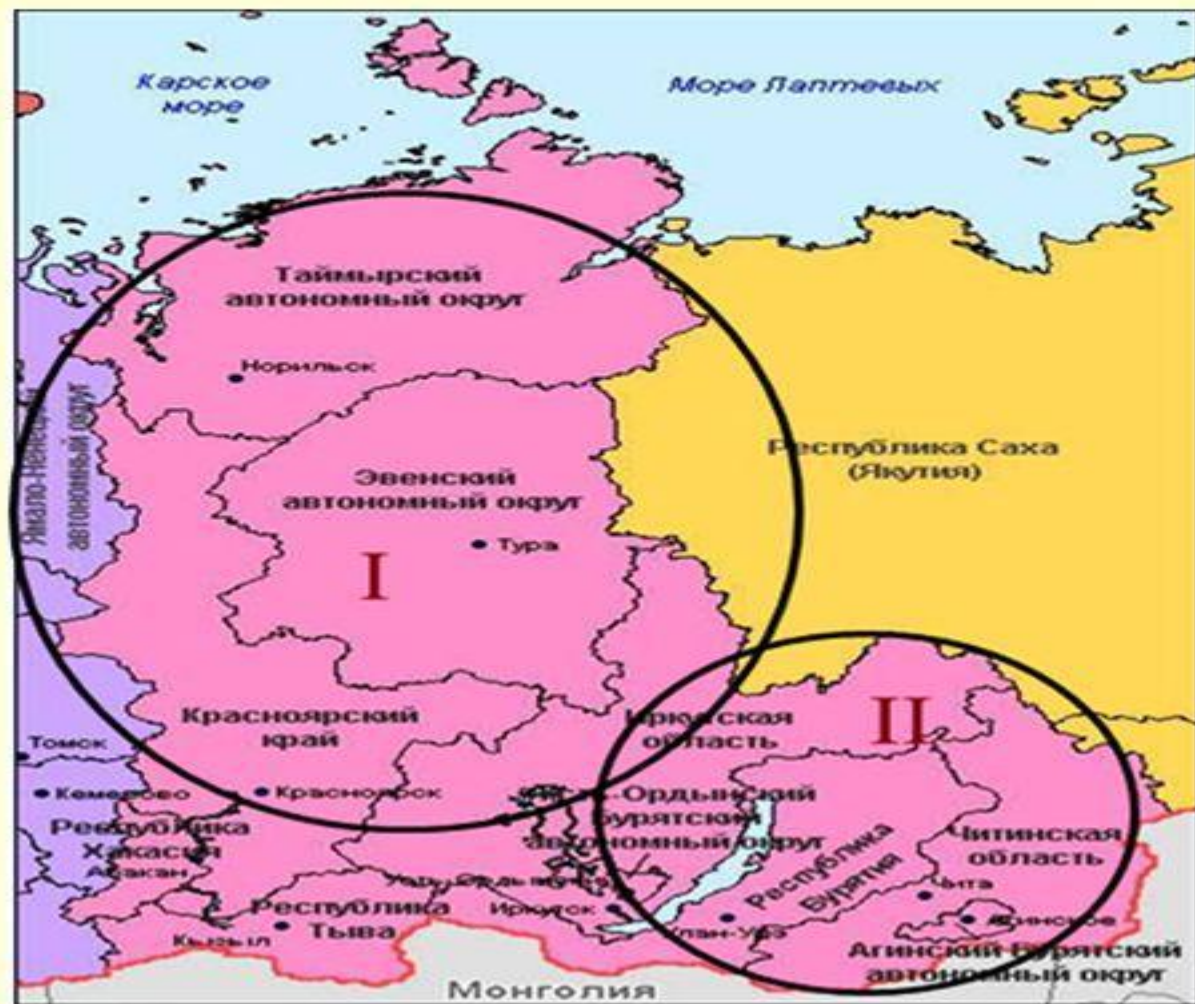 Карское
море
Море Лаптевых
Таймырский
автономный округ
Норильск
Ямало-Ненецкий
автономный округ
Республика Саха
(Якутия)
Эвенский
автономный округ
Тура
I
Красноярский
край
Иркутская
область
II
Томск
Кемерово
Красноярск
Республика
Хакасия
Абакан
Ордынский
Бурятский
автономный округ
Читинская
область
Республика
Бурятия
Республика
Тыва
Кызыл
Иркутск
Улан-Удэ
Чита
Агинское
Агинский Бурятский
автономный округ
Монголия